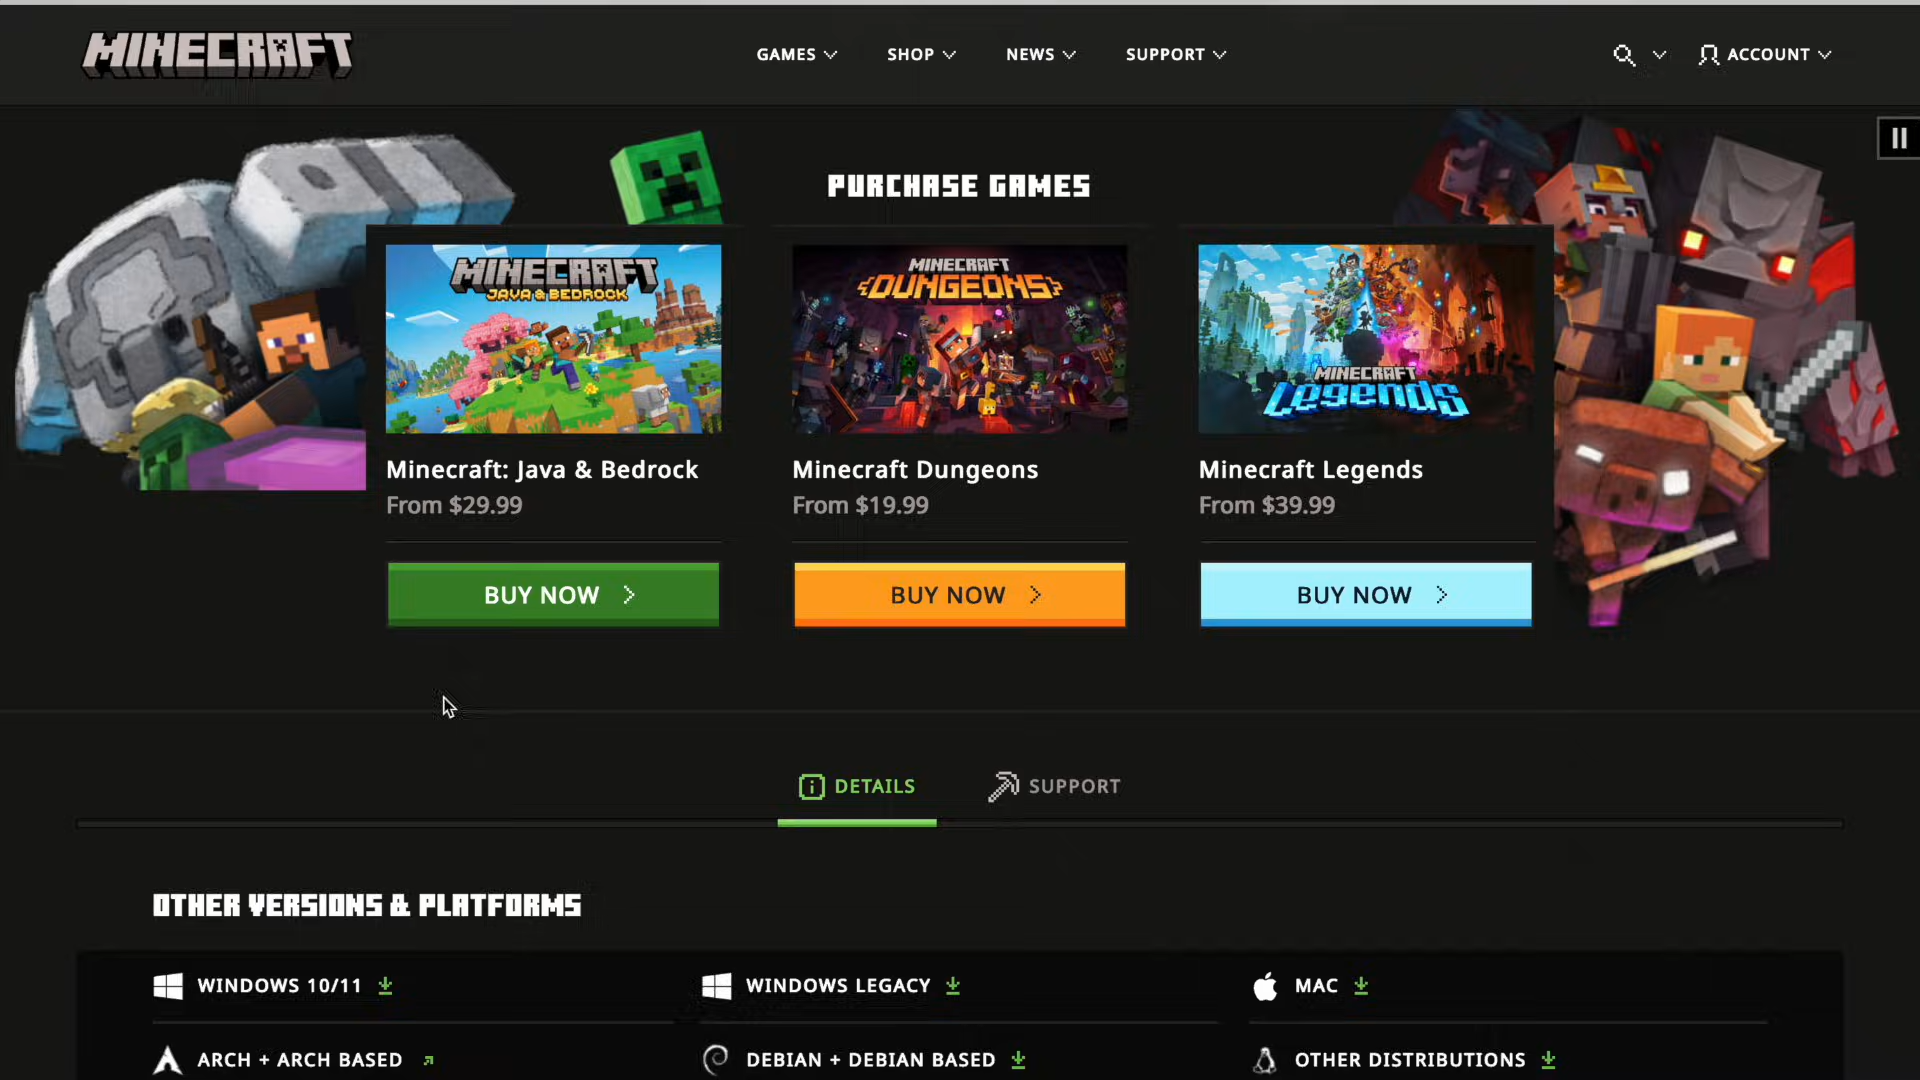 MINECRAFT
GAMES
SHOP
NEWS
SUPPORT
ACCOUNT
PURCHASE GAMES
MINECRAFT
JAVA & BEDROCK
MINECRAFT
DUNGEONS
MINECRAFT
LEGENDS
Minecraft: Java & Bedrock
From $29.99
Minecraft Dungeons
From $19.99
Minecraft Legends
From $39.99
BUY NOW
BUY NOW
BUY NOW
DETAILS
SUPPORT
OTHER VERSIONS & PLATFORMS
WINDOWS 10/11
WINDOWS LEGACY
MAC
ARCH + ARCH BASED
DEBIAN + DEBIAN BASED
OTHER DISTRIBUTIONS